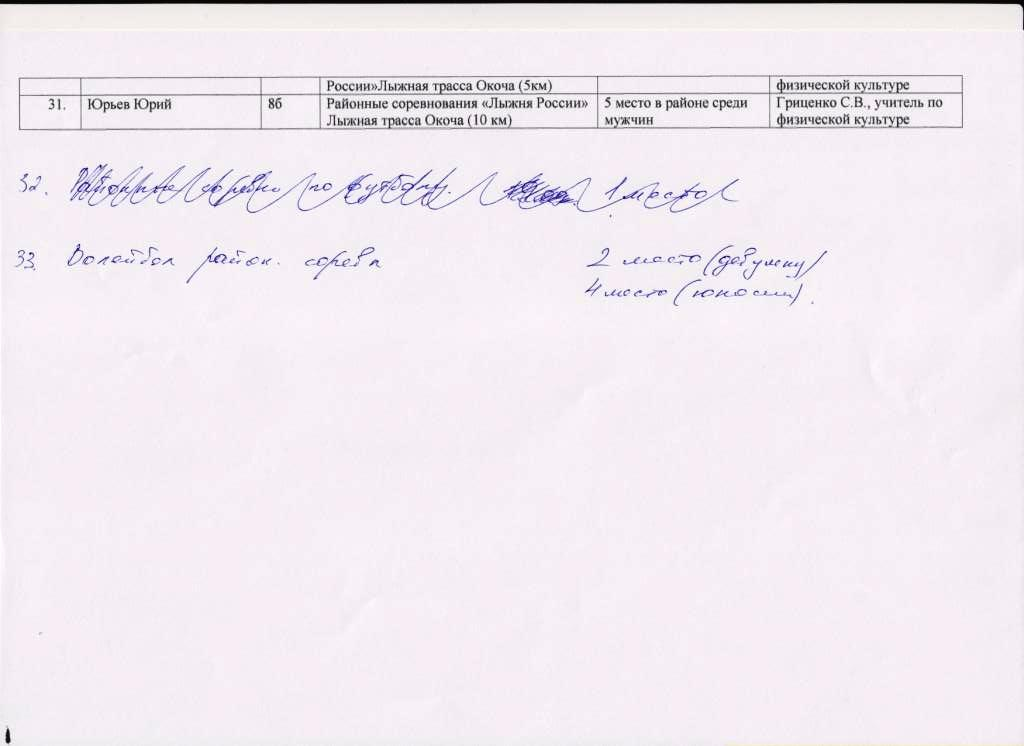 России»Лыжная трасса Окоча (5км) физической культуре
31. Юрьев Юрий 8б Районные соревнования «Лыжня России» 5 место в районе среди Гриценко С.В., учитель по
Лыжная трасса Окоча (10 км) мужчин физической культуре
32. по футболу. 1 место
33. Волейбол район. соревн 2 место (девушки)
4 место (юноши).